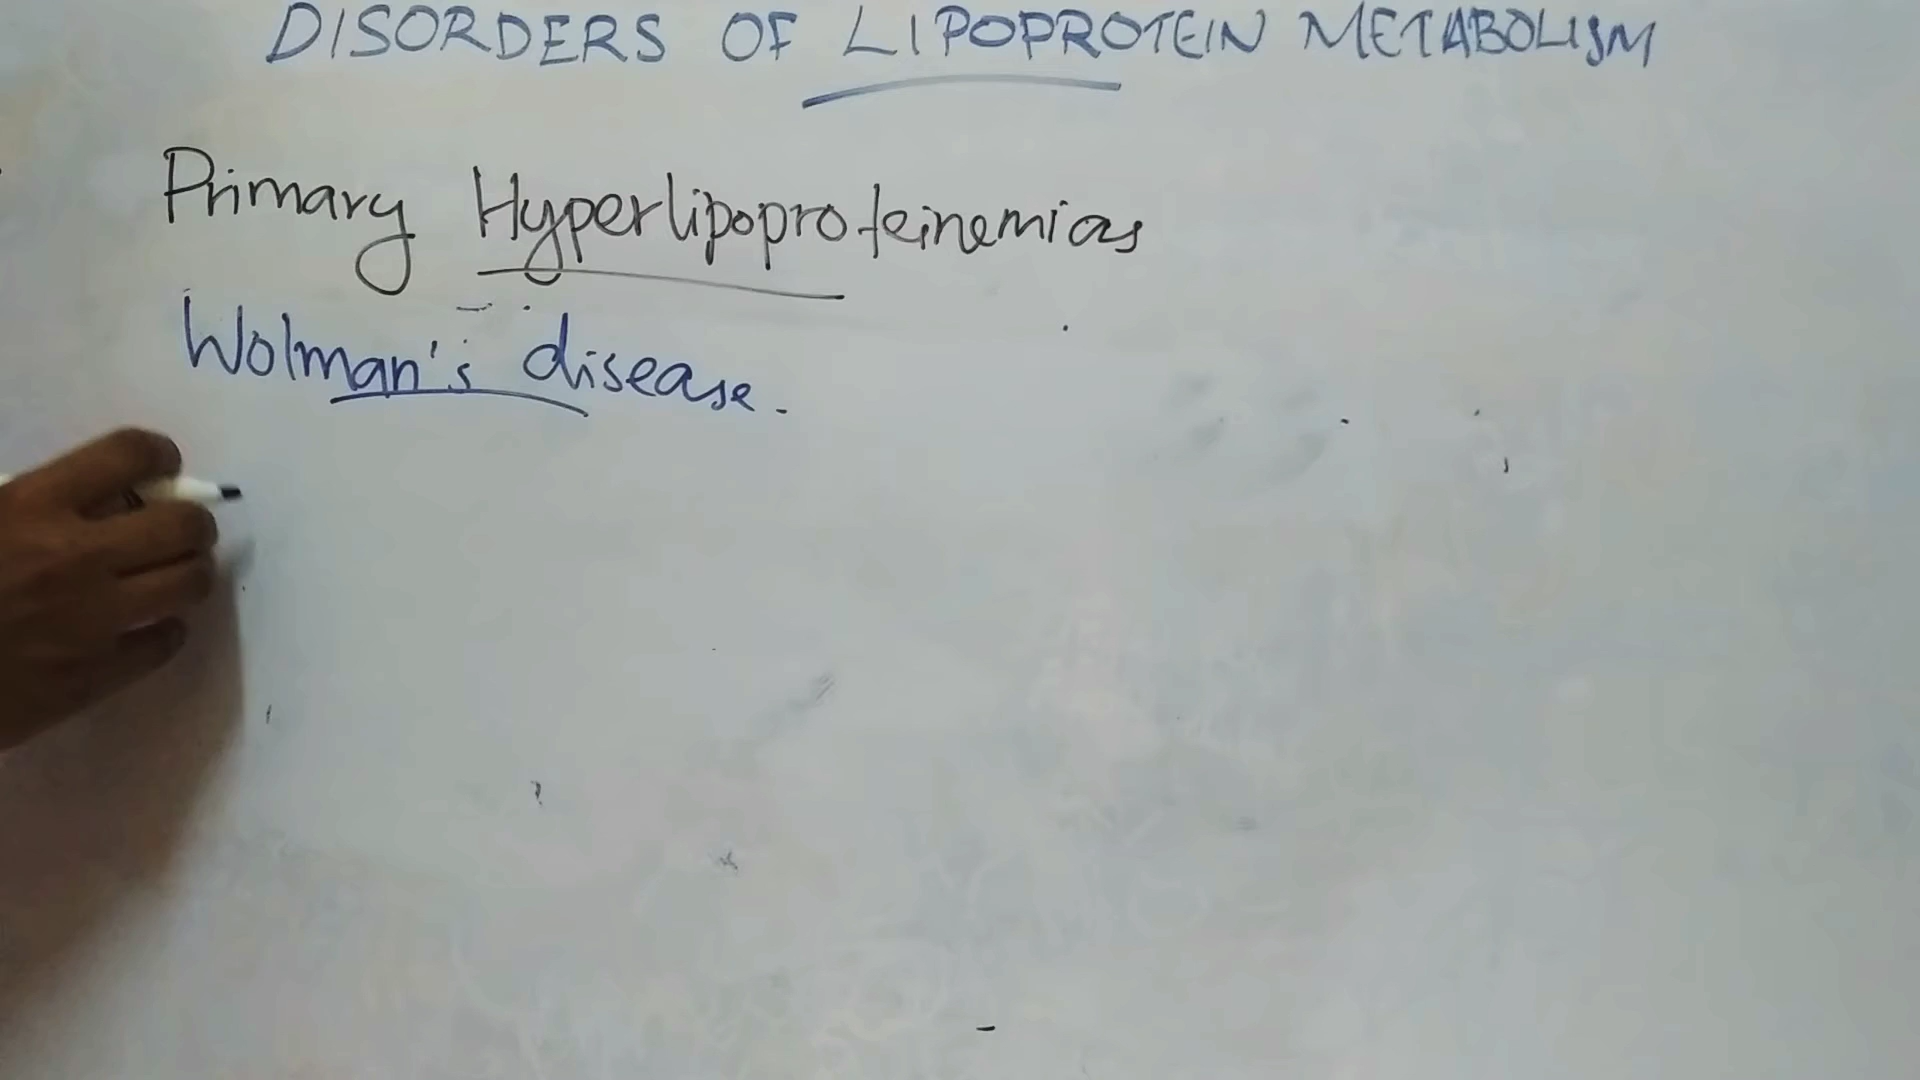 DISORDERS OF LIPOPROTEIN METABOLISM
Primary Hyperlipoproteinemias
Wolman's disease.